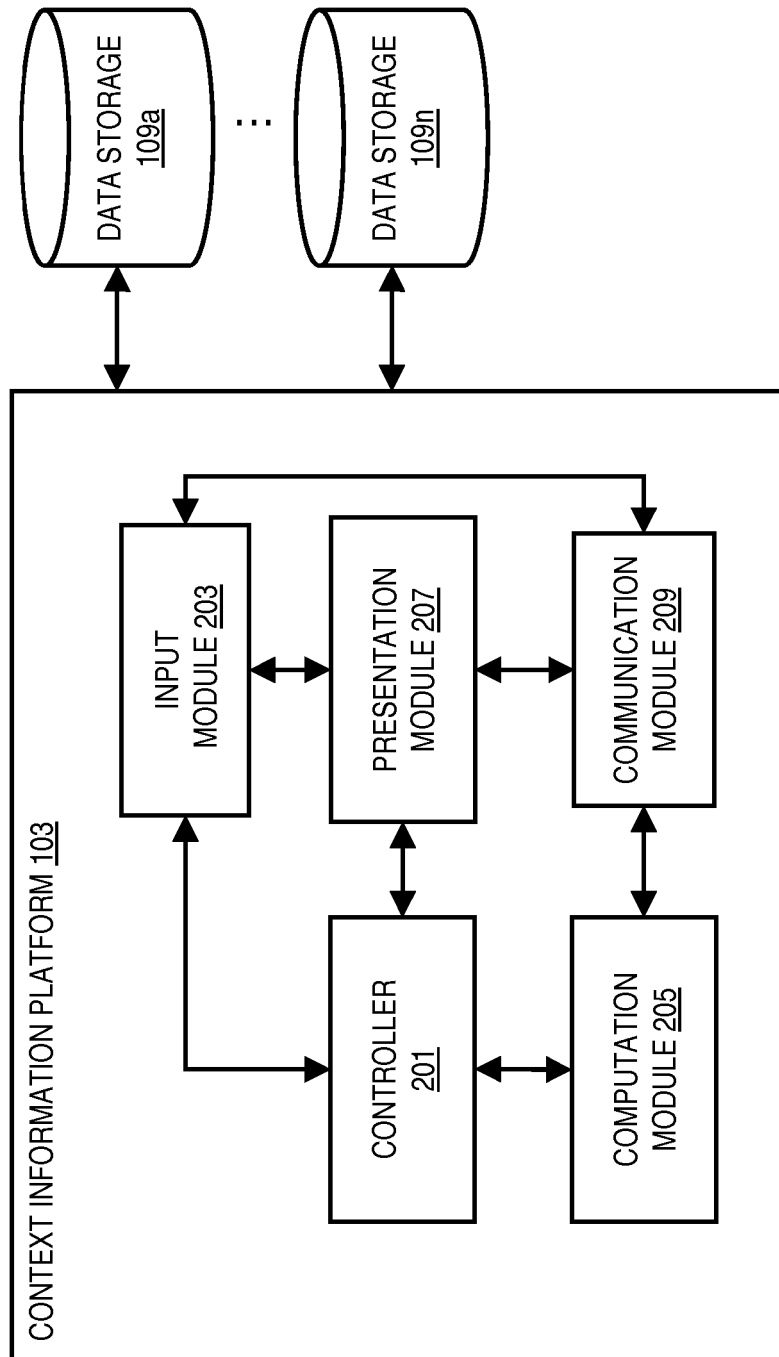 CONTEXT INFORMATION PLATFORM 103
INPUT
MODULE 203
CONTROLLER
201
PRESENTATION
MODULE 207
COMPUTATION
MODULE 205
COMMUNICATION
MODULE 209
DATA STORAGE
109a
...
DATA STORAGE
109n